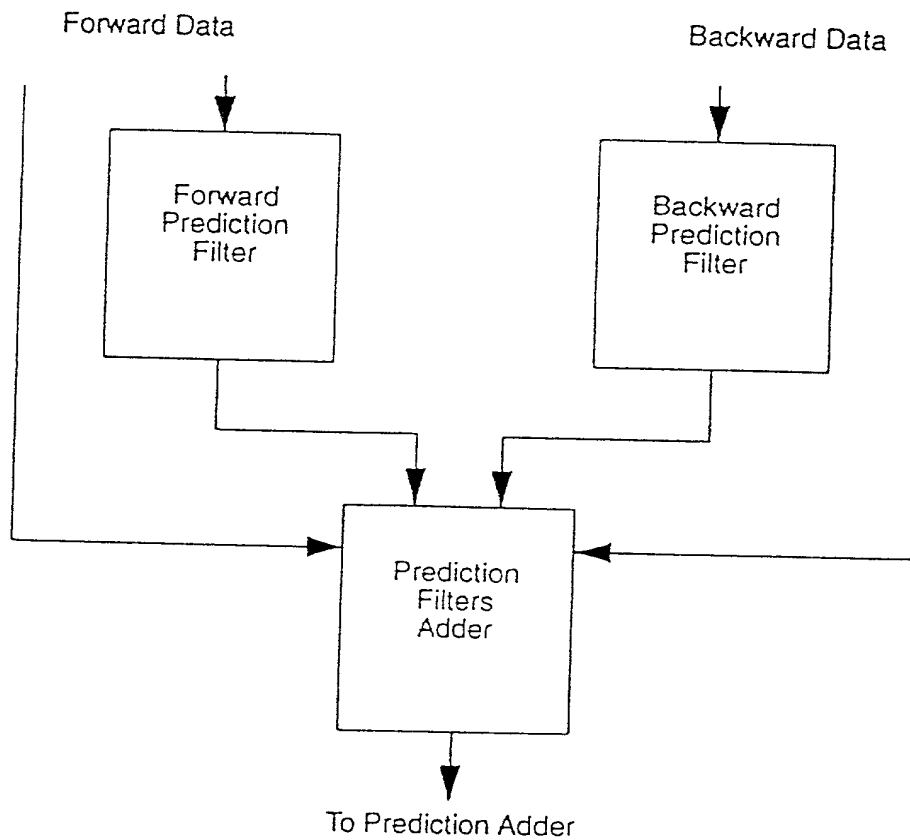 Forward Data
Backward Data
Forward
Prediction
Filter
Backward
Prediction
Filter
Prediction
Filters
Adder
To Prediction Adder